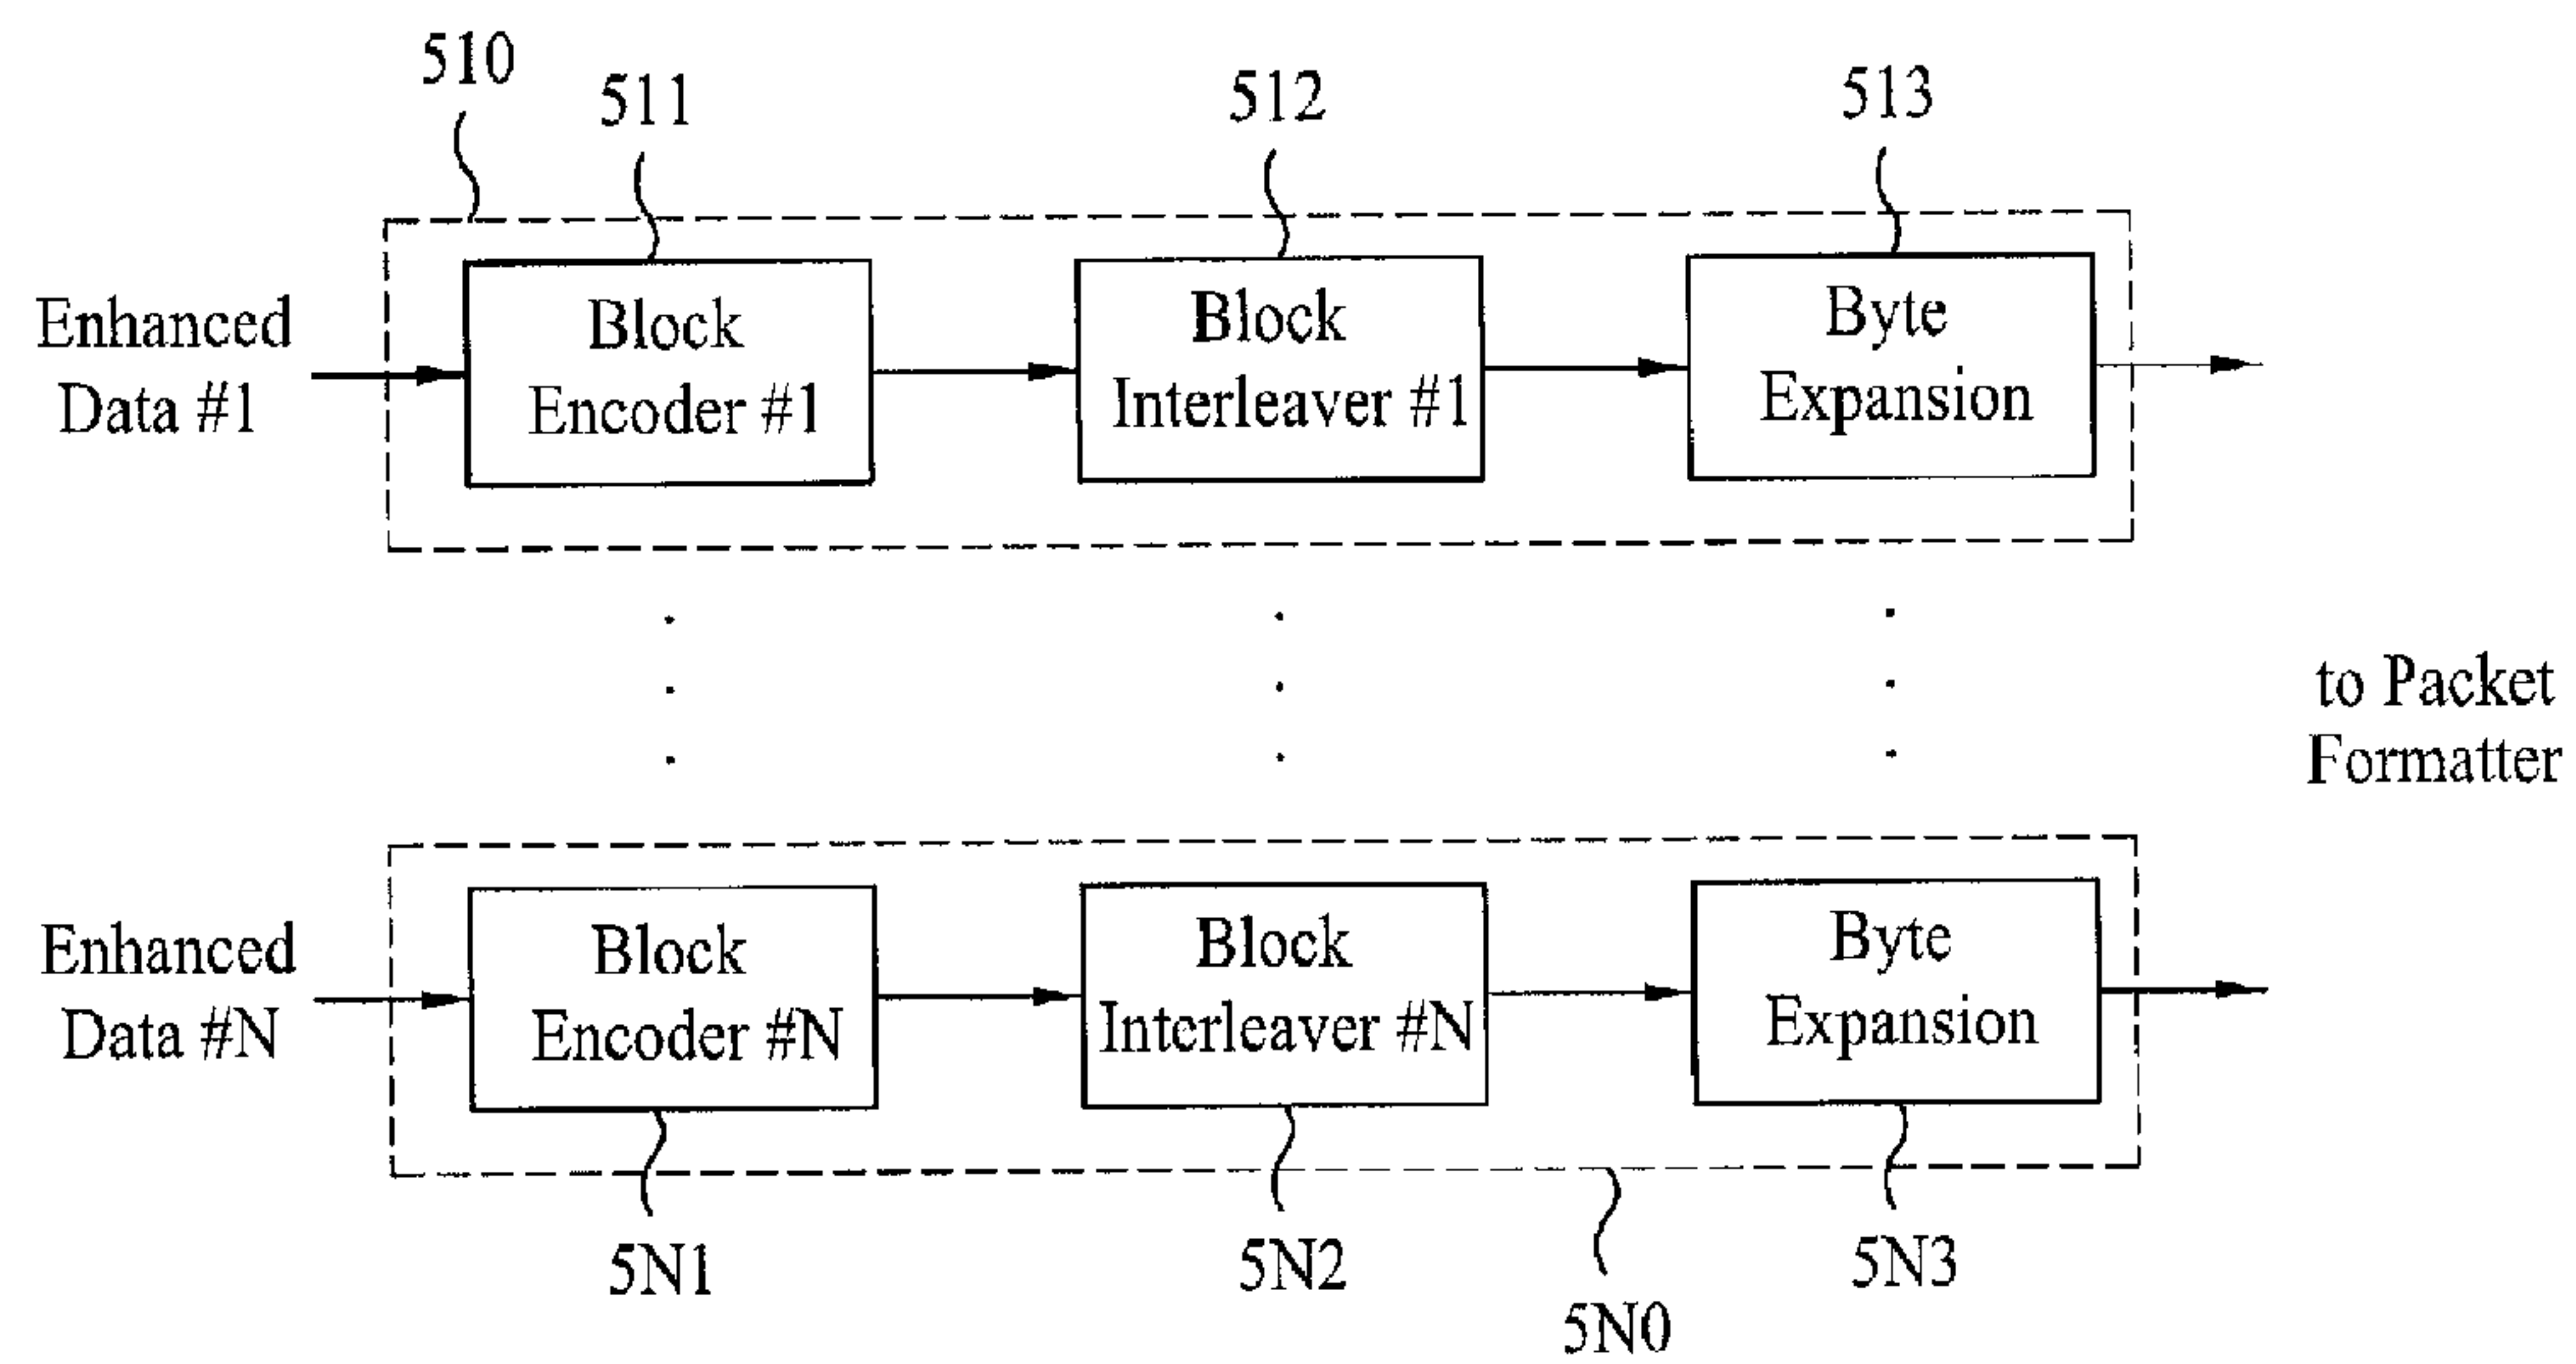 510
511
512
513
Enhanced
Data #1
Block
Encoder #1
Block
Interleaver #1
Byte
Expansion
to Packet
Formatter
Enhanced
Data #N
Block
Encoder #N
Block
Interleaver #N
Byte
Expansion
5N1
5N2
5N3
5N0